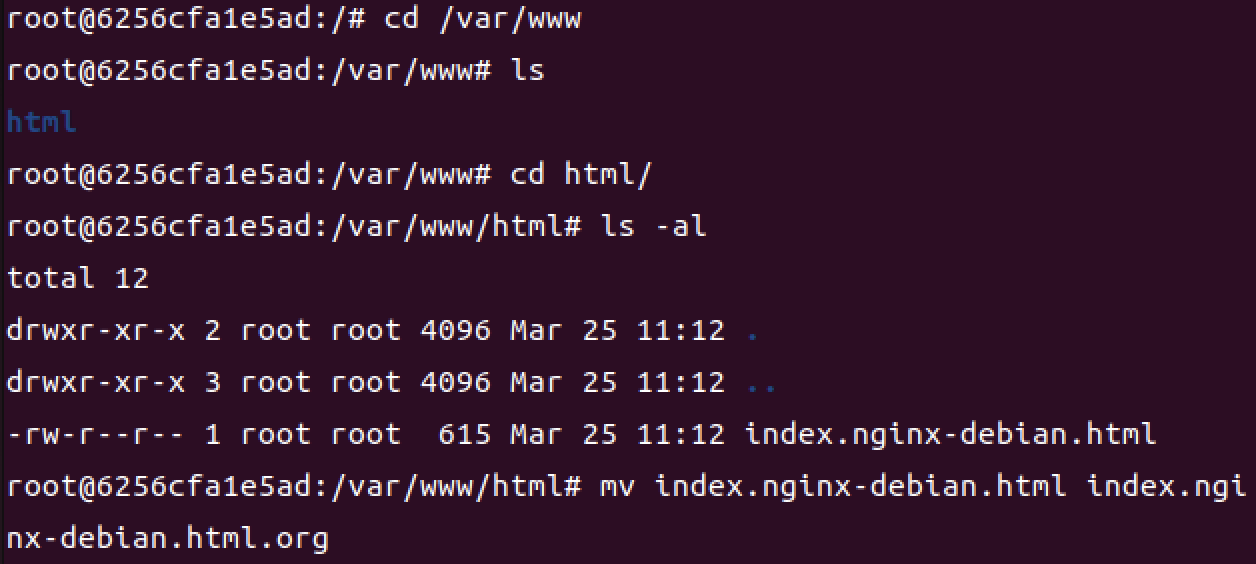 root@6256cfa1e5ad:/# cd /var/www
root@6256cfa1e5ad:/var/www# ls
html
root@6256cfa1e5ad:/var/www# cd html/
root@6256cfa1e5ad:/var/www/html# ls -al
total 12
drwxr-xr-x 2 root root 4096 Mar 25 11:12 .
drwxr-xr-x 3 root root 4096 Mar 25 11:12 ..
-rw-r--r-- 1 root root  615 Mar 25 11:12 index.nginx-debian.html
root@6256cfa1e5ad:/var/www/html# mv index.nginx-debian.html index.ngi
nx-debian.html.org